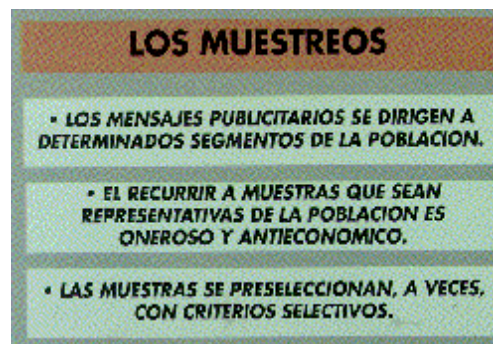 LOS MUESTREOS
• LOS MENSAJES PUBLICITARIOS SE DIRIGEN A
DETERMINADOS SEGMENTOS DE LA POBLACION.
• EL RECURRIR A MUESTRAS QUE SEAN
REPRESENTATIVAS DE LA POBLACION ES
ONEROSO Y ANTIECONOMICO.
• LAS MUESTRAS SE PRESELECCIONAN, A VECES,
CON CRITERIOS SELECTIVOS.